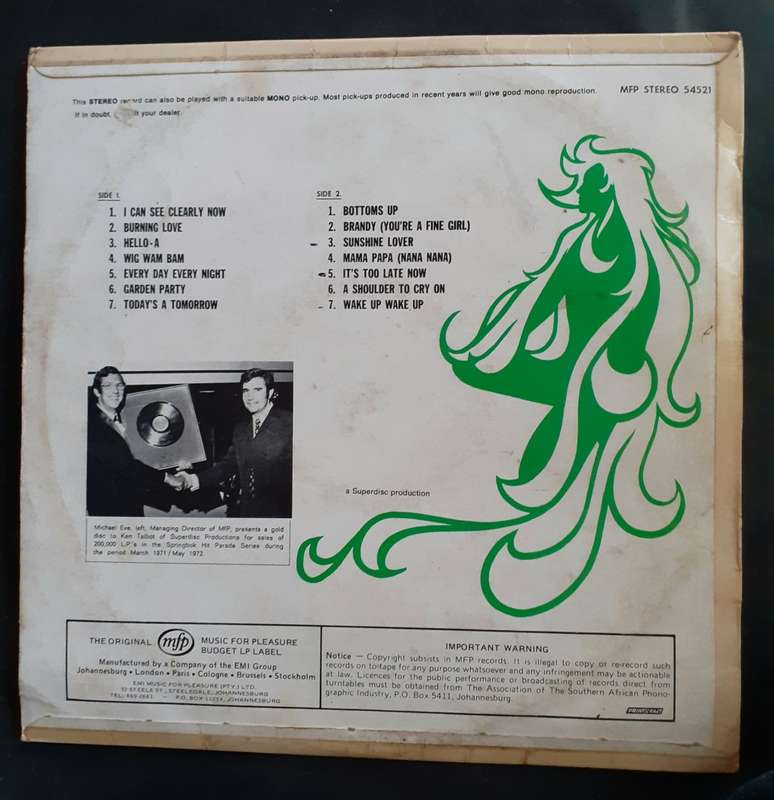 This STEREO record can also be played with a suitable MONO pick-up. Most pick-ups produced in recent years will give good mono reproduction.
If in doubt, your dealer.
MFP STEREO 54521
SIDE 1.
1. I CAN SEE CLEARLY NOW
2. BURNING LOVE
3. HELLO-A
4. WIG WAM BAM
5. EVERY DAY EVERY NIGHT
6. GARDEN PARTY
7. TODAY'S A TOMORROW
SIDE 2.
1. BOTTOMS UP
2. BRANDY (YOU'RE A FINE GIRL)
3. SUNSHINE LOVER
4. MAMA PAPA (NANA NANA)
5. IT'S TOO LATE NOW
6. A SHOULDER TO CRY ON
7. WAKE UP WAKE UP
a Superdisc production
Michael Eve, left, Managing Director of MfP, presents a gold
disc to Ken Talbot of Superdisc Productions for sales of
200,000 L.P.'s in the Springbok Hit Parade Series during
the period March 1971/May 1972.
THE ORIGINAL mfp MUSIC FOR PLEASURE
BUDGET LP LABEL
Manufactured by a Company of the EMI Group
Johannesburg • London • Paris • Cologne • Brussels • Stockholm
EMI MUSIC FOR PLEASURE (PTY.) LTD.
32 STEELE ST., STEELEDALE, JOHANNESBURG
P.O. BOX 11254, JOHANNESBURG
IMPORTANT WARNING
Notice – Copyright subsists in MFP records. It is illegal to copy or re-record such
records on to tape for any purpose whatsoever and any infringement may be actionable
at law. Licences for the public performance or broadcasting of records direct from
turntables must be obtained from The Association of The Southern African Phono-
graphic Industry, P.O. Box 5411, Johannesburg.